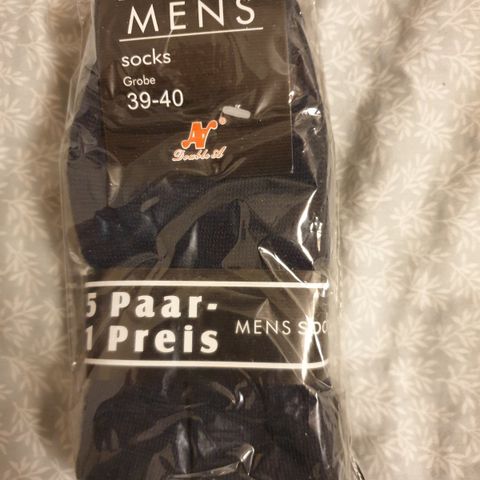 MENS
socks
Grobe
39-40
Double A
5 Paar-
1 Preis
MENS SOC